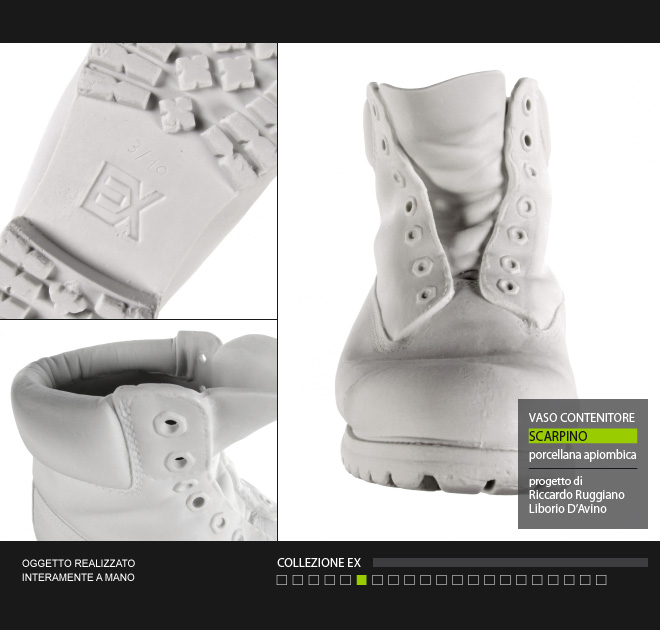 3/10
EX
VASO CONTENITORE
SCARPINO
porcellana apiombica
progetto di
Riccardo Ruggiano
Liborio D'Avino
OGGETTO REALIZZATO
INTERAMENTE A MANO
COLLEZIONE EX